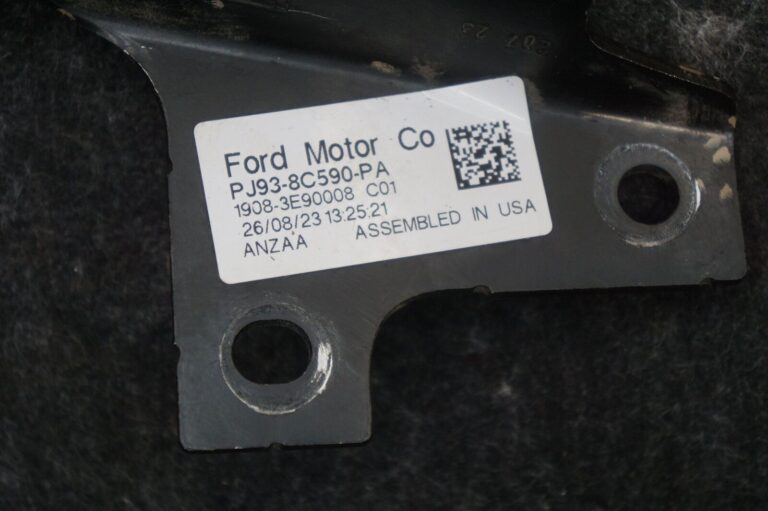 Ford Motor Co
PJ93-8C590-PA
1908-3E90008 C01
26/08/23 13:25:21
ANZAA ASSEMBLED IN USA